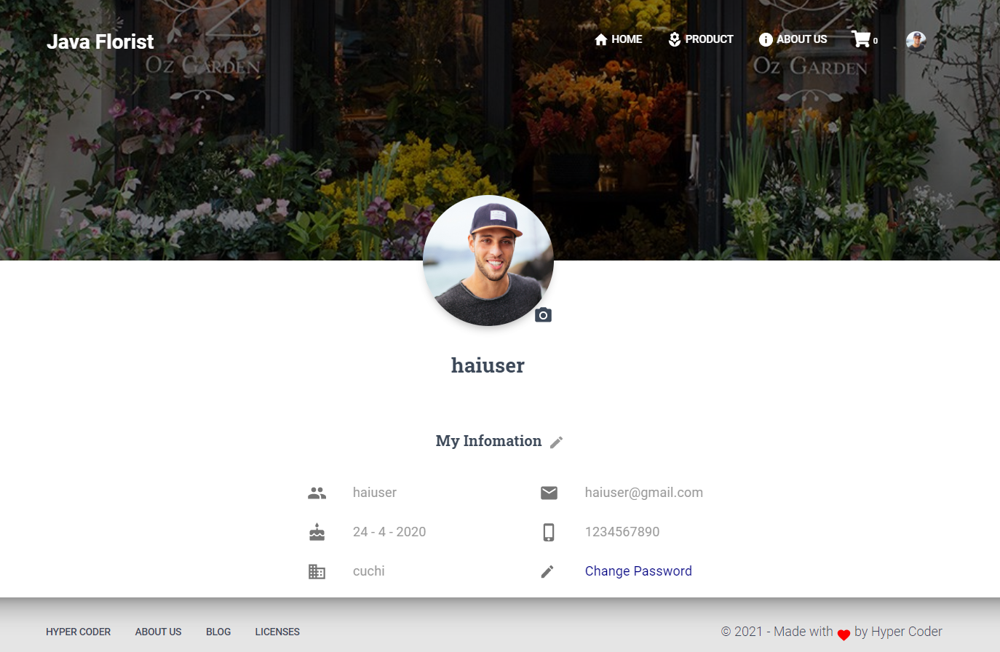 Java Florist
HOME
PRODUCT
ABOUT US
0
Oz Garden
Oz Garden
haiuser
My Infomation
haiuser
haiuser@gmail.com
24 - 4 - 2020
1234567890
cuchi
Change Password
HYPER CODER
ABOUT US
BLOG
LICENSES
© 2021 - Made with by Hyper Coder